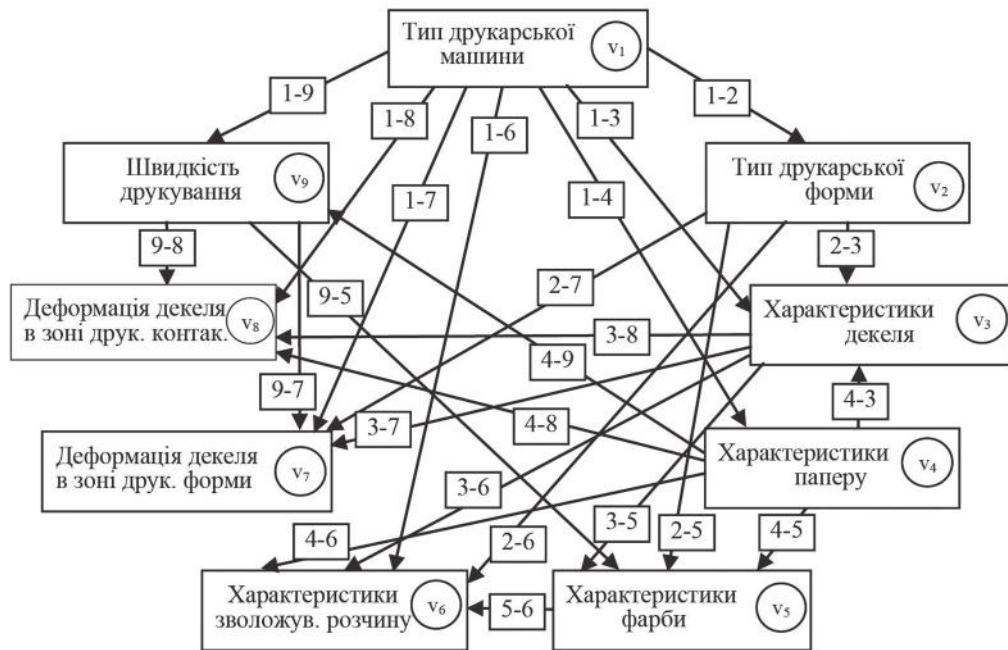 Тип друкарської
машини
v₁
1-9
1-8
1-6
1-3
1-2
Швидкість
друкування
v₉
1-7
1-4
Тип друкарської
форми
v₂
9-8
2-3
Деформація декеля
в зоні друк. контак.
v₈
9-5
2-7
Характеристики
декеля
v₃
3-8
9-7
4-9
4-3
3-7
4-8
Деформація декеля
в зоні друк. форми
v₇
Характеристики
паперу
v₄
3-6
4-6
2-6
3-5
2-5
4-5
Характеристики
зволожув. розчину
v₆
5-6
Характеристики
фарби
v₅